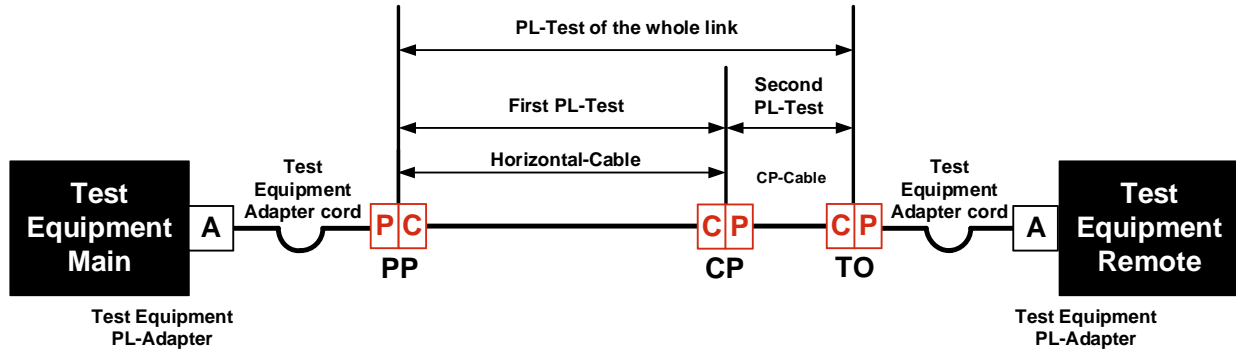 PL-Test of the whole link
First PL-Test
Second
PL-Test
Horizontal-Cable
CP-Cable
Test
Equipment
Main
A
Test
Equipment
Adapter cord
P C
PP
C P
CP
C P
TO
Test
Equipment
Adapter cord
A
Test
Equipment
Remote
Test Equipment
PL-Adapter
Test Equipment
PL-Adapter